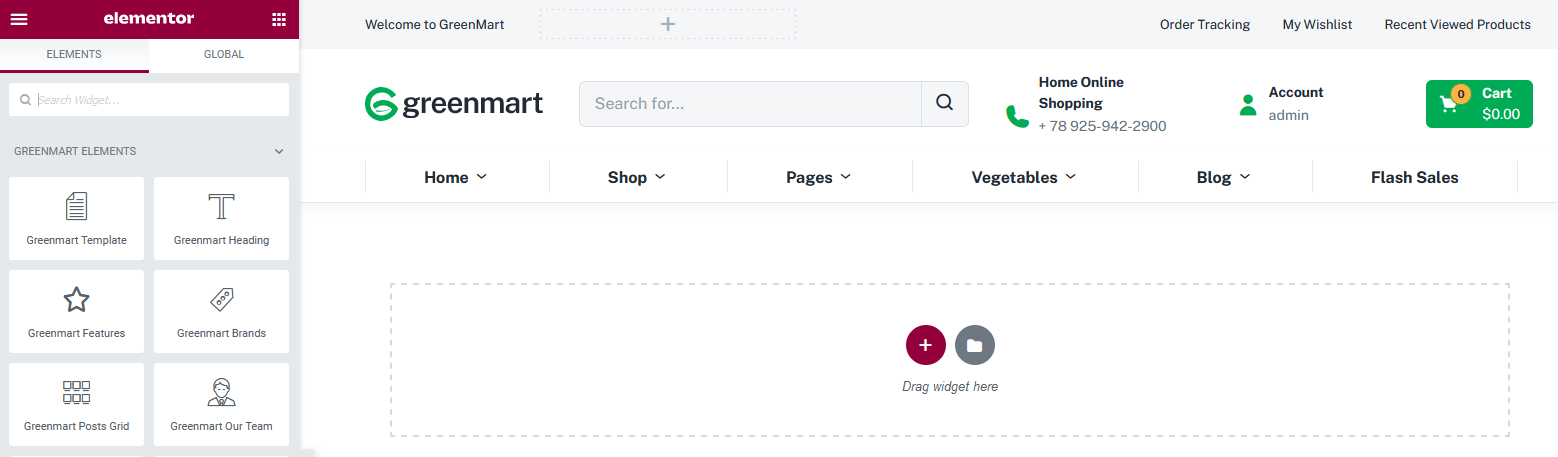 elementor
ELEMENTS
GLOBAL
Search Widget...
GREENMART ELEMENTS
Greenmart Template
Greenmart Heading
Greenmart Features
Greenmart Brands
Greenmart Posts Grid
Greenmart Our Team
Welcome to GreenMart
Order Tracking
My Wishlist
Recent Viewed Products
greenmart
Search for...
Home Online
Shopping
+ 78 925-942-2900
Account
admin
0
Cart
$0.00
Home
Shop
Pages
Vegetables
Blog
Flash Sales
Drag widget here